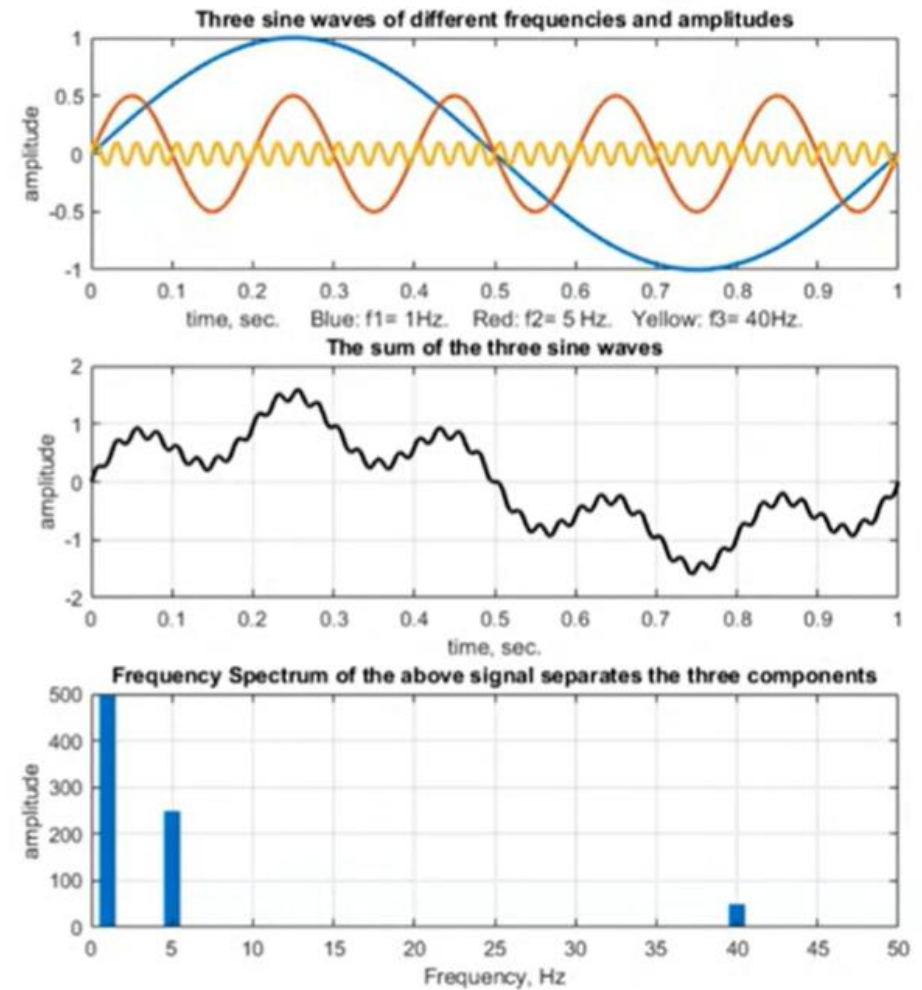 Three sine waves of different frequencies and amplitudes
1
0.5
0
-0.5
-1
amplitude
0 0.1 0.2 0.3 0.4 0.5 0.6 0.7 0.8 0.9 1
time, sec. Blue: f1= 1Hz. Red: f2= 5 Hz. Yellow: f3= 40Hz.
The sum of the three sine waves
2
1
0
-1
-2
amplitude
0 0.1 0.2 0.3 0.4 0.5 0.6 0.7 0.8 0.9 1
time, sec.
Frequency Spectrum of the above signal separates the three components
500
400
300
200
100
0
amplitude
0 5 10 15 20 25 30 35 40 45 50
Frequency, Hz